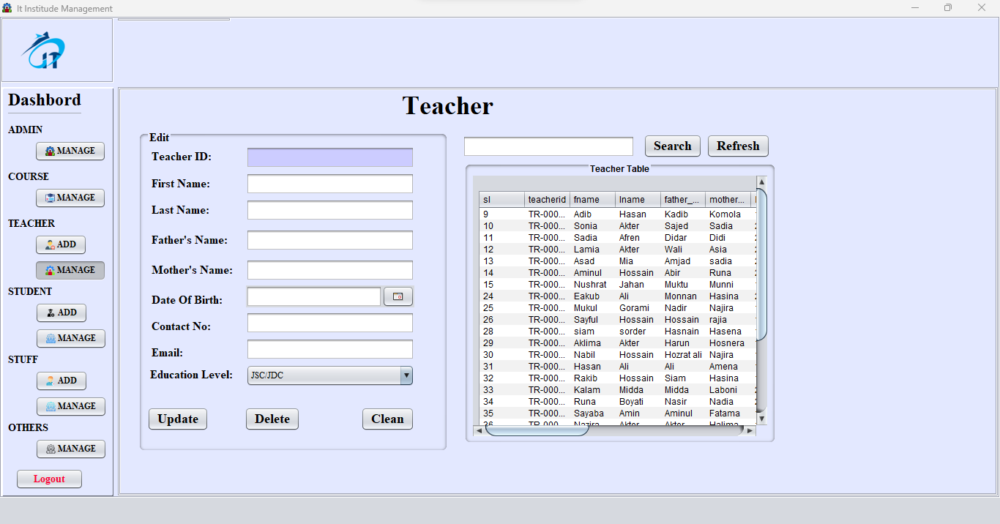 It Institude Management
IT
Dashbord
ADMIN
MANAGE
COURSE
MANAGE
TEACHER
ADD
MANAGE
STUDENT
ADD
MANAGE
STUFF
ADD
MANAGE
OTHERS
MANAGE
Logout
Teacher
Edit
Teacher ID:
First Name:
Last Name:
Father's Name:
Mother's Name:
Date Of Birth:
Contact No:
Email:
Education Level: JSC/JDC
Update Delete Clean
Search Refresh
Teacher Table
sl teacherid fname lname father_... mother...
9 TR-000... Adib Hasan Kadib Komola
10 TR-000... Sonia Akter Sajed Sadia
11 TR-000... Sadia Afren Didar Didi
12 TR-000... Lamia Akter Wali Asia
13 TR-000... Asad Mia Amjad sadia
14 TR-000... Aminul Hossain Abir Runa
15 TR-000... Nushrat Jahan Muktu Munni
24 TR-000... Eakub Ali Monnan Hasina
25 TR-000... Mukul Gorami Nadir Najira
26 TR-000... Sayful Hossain Hossain rajia
28 TR-000... siam sorder Hasnain Hasena
29 TR-000... Aklima Akter Harun Hosnera
30 TR-000... Nabil Hossain Hozrat ali Najira
31 TR-000... Hasan Ali Ali Amena
32 TR-000... Rakib Hossain Siam Hasina
33 TR-000... Kalam Midda Midda Laboni
34 TR-000... Runa Boyati Nasir Nadia
35 TR-000... Sayaba Amin Aminul Fatama
36 TR-000... Nazira Akter Akter Halima